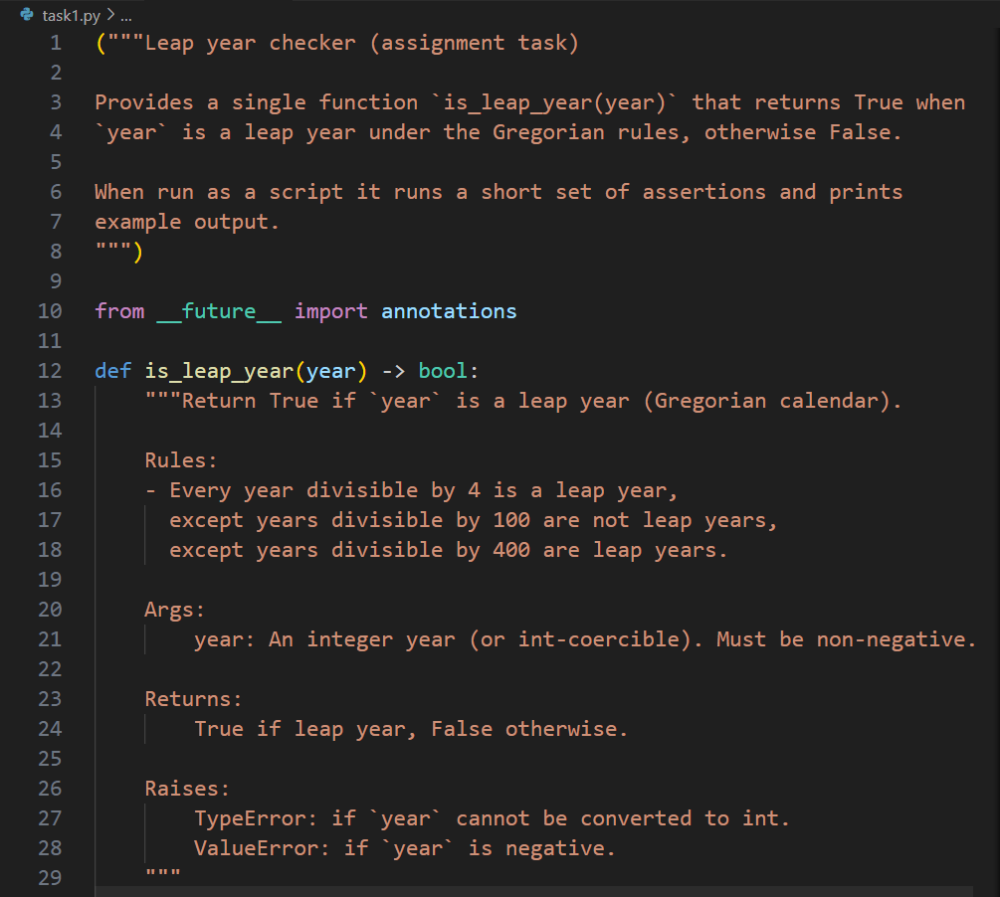 task1.py > ...
1 ("""Leap year checker (assignment task)
2
3 Provides a single function `is_leap_year(year)` that returns True when
4 `year` is a leap year under the Gregorian rules, otherwise False.
5
6 When run as a script it runs a short set of assertions and prints
7 example output.
8 """)
9
10 from __future__ import annotations
11
12 def is_leap_year(year) -> bool:
13     """Return True if `year` is a leap year (Gregorian calendar).
14
15     Rules:
16     - Every year divisible by 4 is a leap year,
17       except years divisible by 100 are not leap years,
18       except years divisible by 400 are leap years.
19
20     Args:
21         year: An integer year (or int-coercible). Must be non-negative.
22
23     Returns:
24         True if leap year, False otherwise.
25
26     Raises:
27         TypeError: if `year` cannot be converted to int.
28         ValueError: if `year` is negative.
29     """